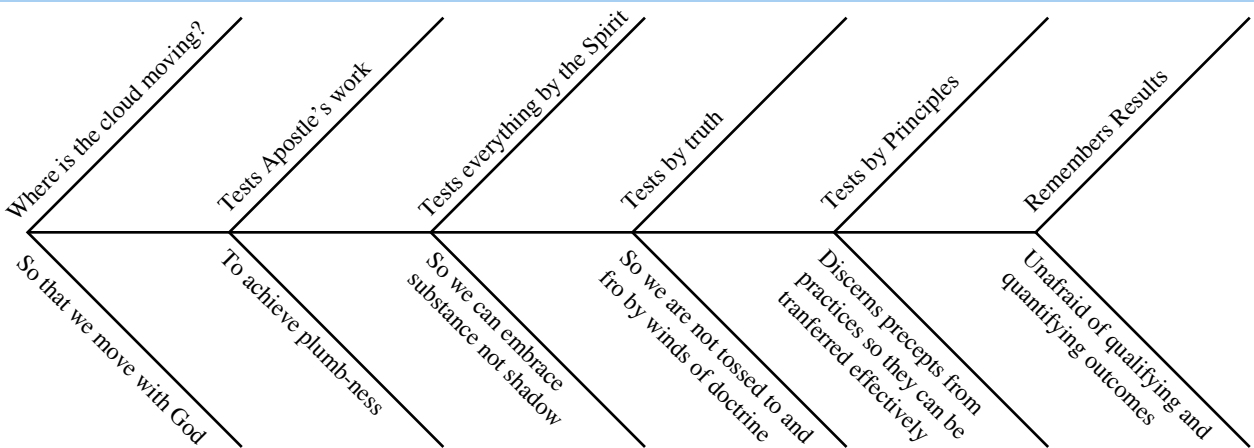 Where is the cloud moving?
Tests Apostle's work
Tests everything by the Spirit
Tests by truth
Tests by Principles
Remembers Results
So that we move with God
To achieve plumb-ness
So we can embrace
substance not shadow
So we are not tossed to and
fro by winds of doctrine
Discerns precepts from
practices so they can be
tranferred effectively
Unafraid of qualifying and
quantifying outcomes